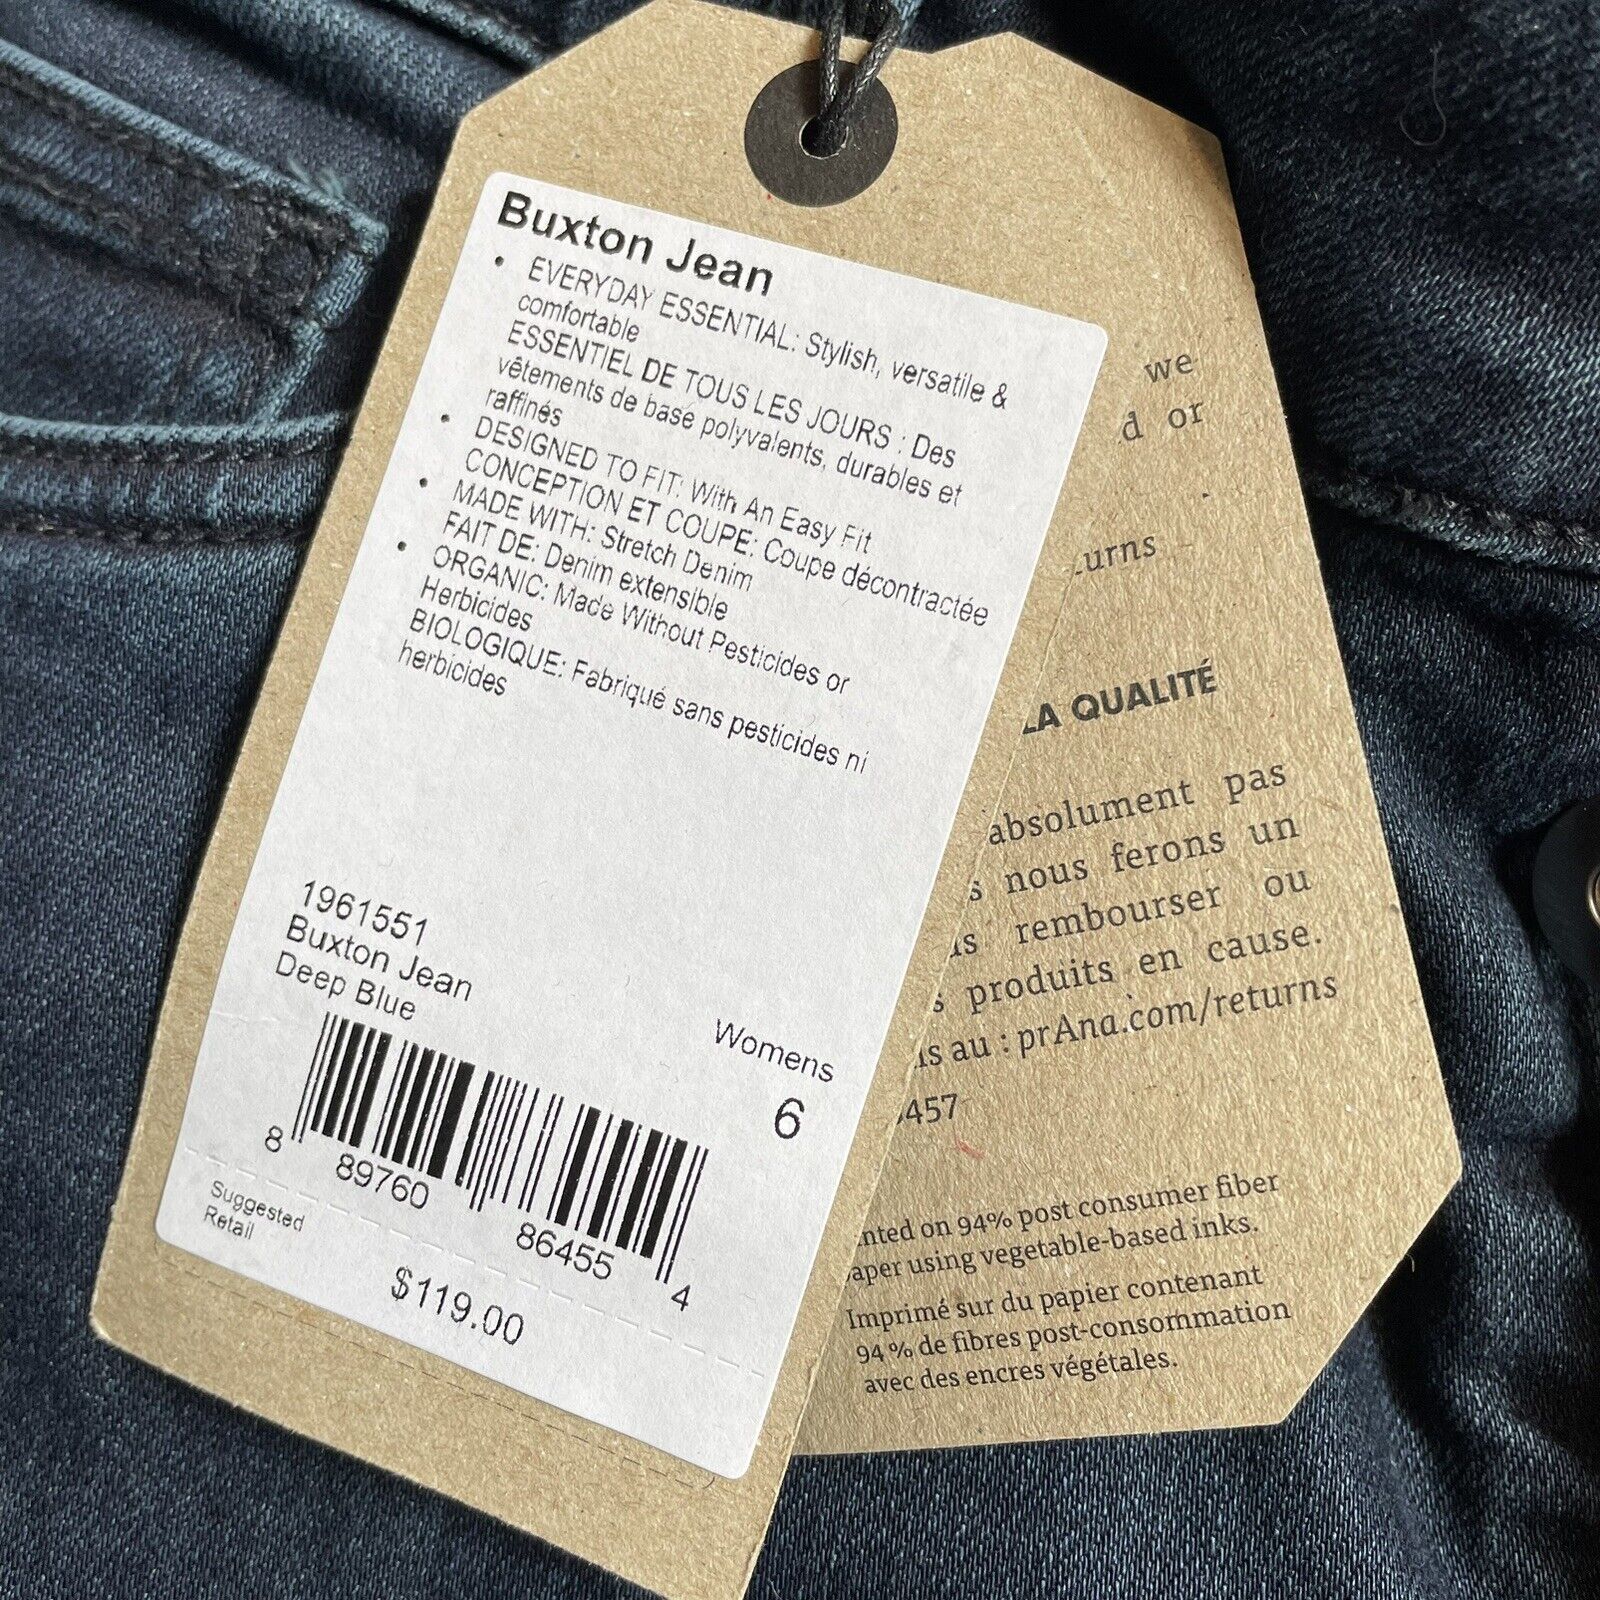 Buxton Jean
• EVERYDAY ESSENTIAL: Stylish, versatile &
comfortable
ESSENTIEL DE TOUS LES JOURS : Des
vêtements de base polyvalents, durables et
raffinés
• DESIGNED TO FIT: With An Easy Fit
CONCEPTION ET COUPE: Coupe décontractée
• MADE WITH: Stretch Denim
FAIT DE: Denim extensible
• ORGANIC: Made Without Pesticides or
Herbicides
BIOLOGIQUE: Fabriqué sans pesticides ni
herbicides
1961551
Buxton Jean
Deep Blue
Womens
6
8 89760 86455 4
Suggested
Retail
$119.00
we
or
LA QUALITÉ
absolument pas
nous ferons un
rembourser ou
produits en cause.
au : prAna.com/returns
457
on 94% post consumer fiber
using vegetable-based inks.
Imprimé sur du papier contenant
94 % de fibres post-consommation
avec des encres végétales.